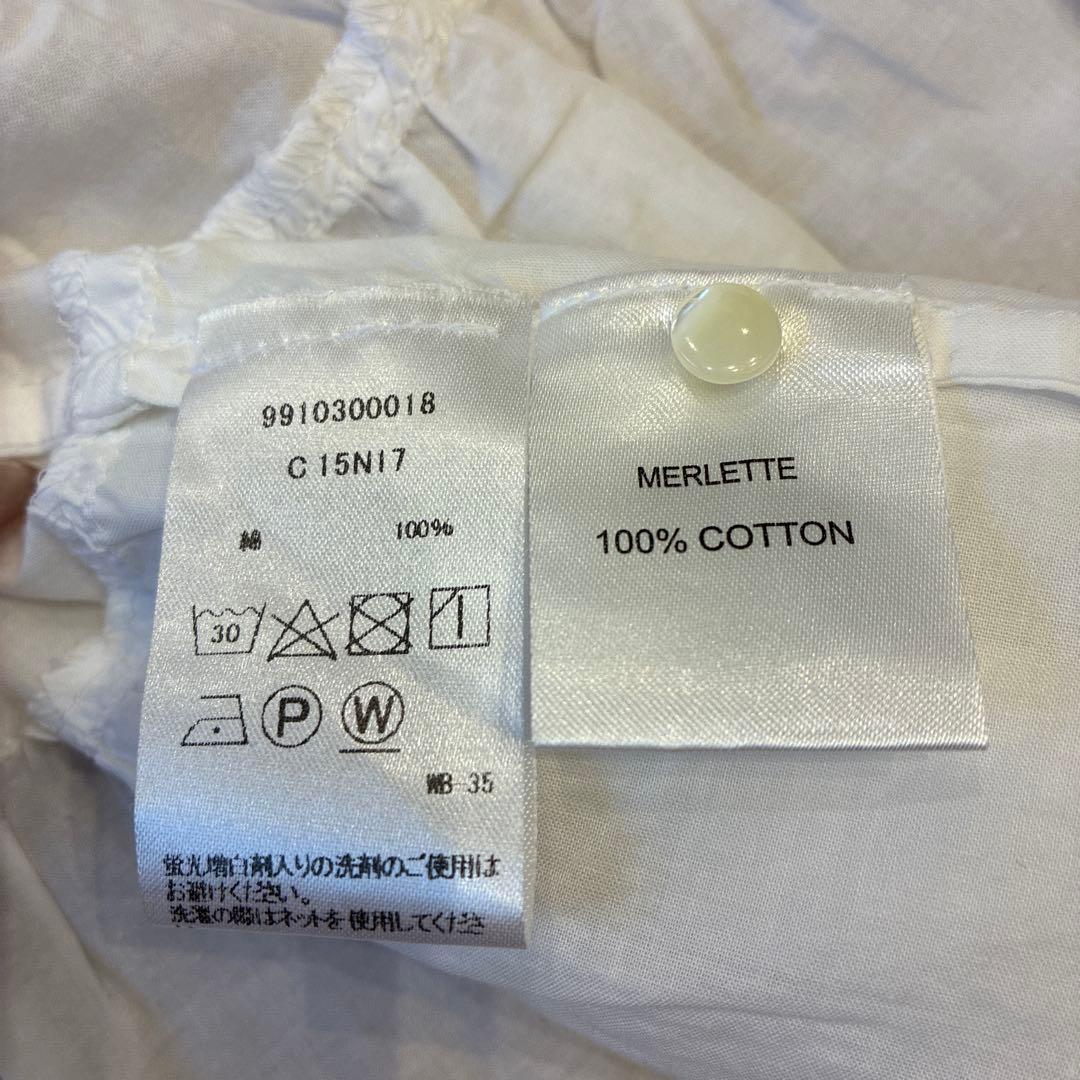 9910300018
C15N17
綿 100%
30
P W
WB-35
蛍光増白剤入りの洗剤のご使用は
お避けください。
洗濯の際はネットを使用してくださ
MERLETTE
100% COTTON